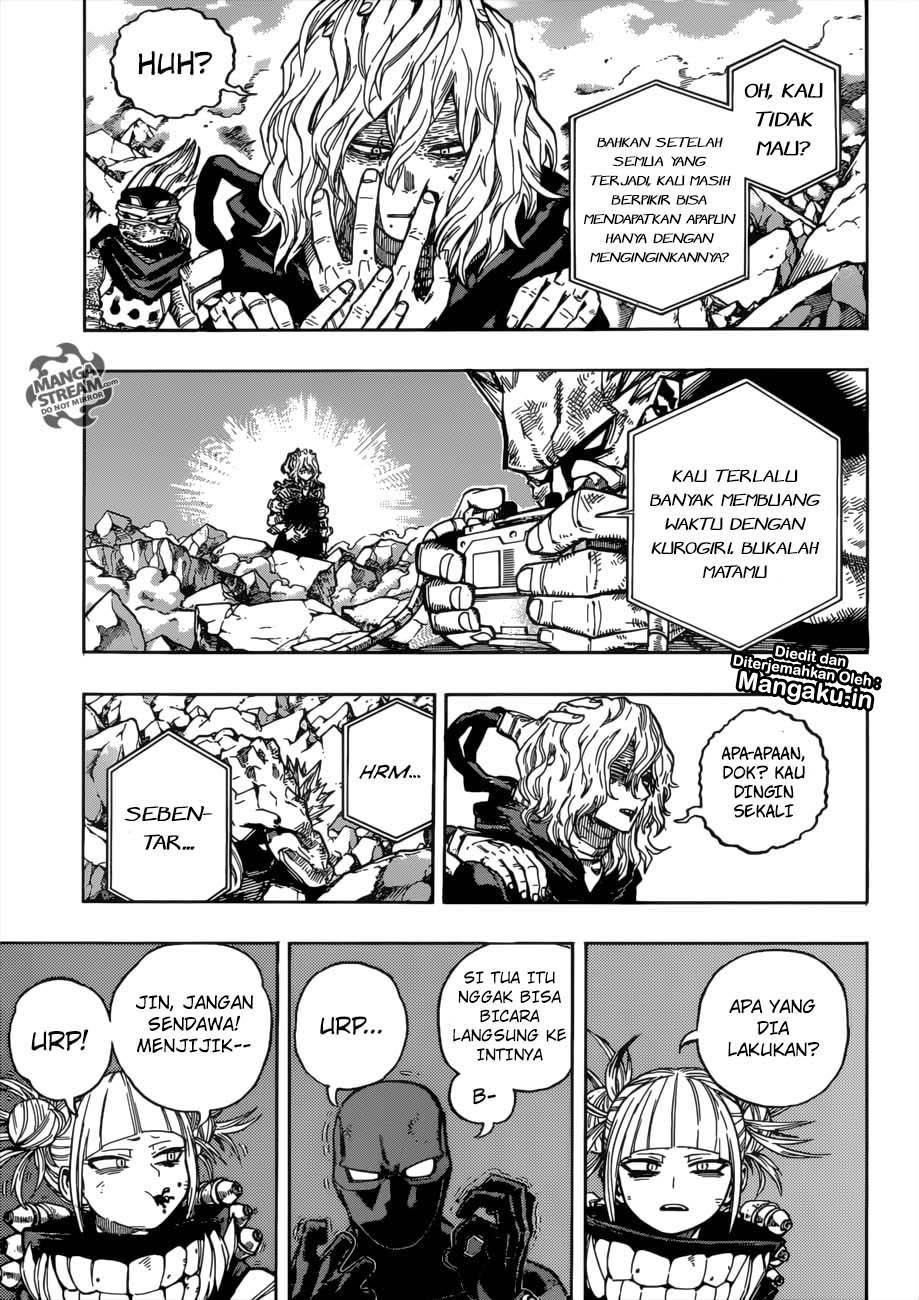 OH, KAU
TIDAK
MAU?
BAHKAN SETELAH
SEMUA YANG
TERJADI, KAU MASIH
BERPIKIR BISA
MENDAPATKAN APAPUN
HANYA DENGAN
MENGINGINKANNYA?
HUH?
MANGA
STREAM.com
DO NOT MIRROR
KAU TERLALU
BANYAK MEMBUANG
WAKTU DENGAN
KUROGIRI. BUKALAH
MATAMU
Diedit dan
Diterjemahkan Oleh :
Mangaku.in
APA-APAAN,
DOK? KAU
DINGIN
SEKALI
HRM...
SEBEN-
TAR...
APA YANG
DIA
LAKUKAN?
SI TUA ITU
NGGAK BISA
BICARA
LANGSUNG KE
INTINYA
B-
URP...
JIN, JANGAN
SENDAWA!
MENJIJIK--
URP!